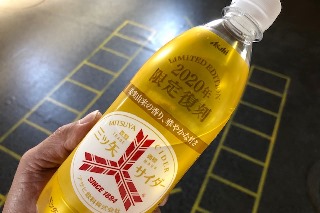 Asahi
LIMITED EDITION
2020年
限定復刻
MITSUYA
CIDER
三ツ矢
サイダー
SINCE 1884